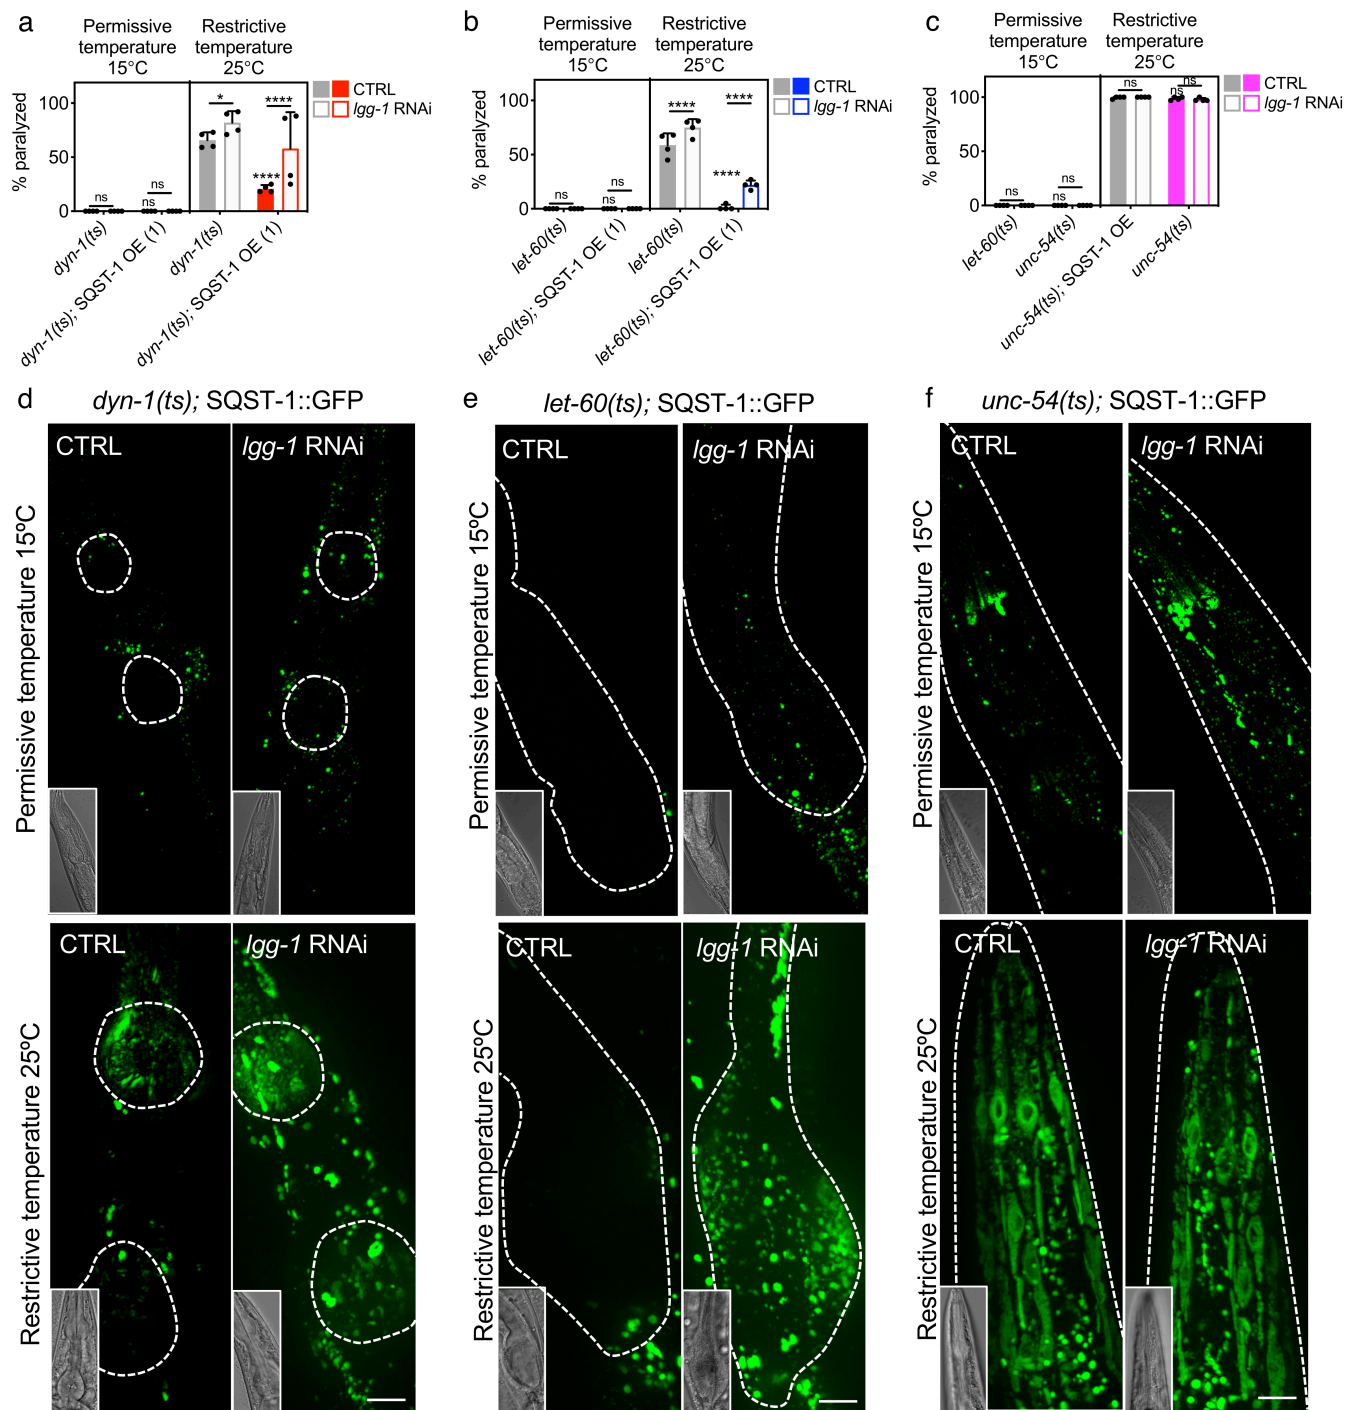 a
Permissive
temperature
15°C
Restrictive
temperature
25°C
CTRL
lgg-1 RNAi
% paralyzed
100
50
0
ns
ns
ns
*
****
****
dyn-1(ts)
dyn-1(ts); SQST-1 OE (1)
dyn-1(ts)
dyn-1(ts); SQST-1 OE (1)
b
Permissive
temperature
15°C
Restrictive
temperature
25°C
CTRL
lgg-1 RNAi
% paralyzed
100
50
0
ns
ns
ns
****
****
****
let-60(ts)
let-60(ts); SQST-1 OE (1)
let-60(ts)
let-60(ts); SQST-1 OE (1)
c
Permissive
temperature
15°C
Restrictive
temperature
25°C
CTRL
lgg-1 RNAi
% paralyzed
100
50
0
ns
ns
ns
ns
ns
ns
let-60(ts)
unc-54(ts)
unc-54(ts); SQST-1 OE
unc-54(ts)
d
dyn-1(ts); SQST-1::GFP
Permissive temperature 15ºC
CTRL
lgg-1 RNAi
Restrictive temperature 25ºC
CTRL
lgg-1 RNAi
e
let-60(ts); SQST-1::GFP
Permissive temperature 15ºC
CTRL
lgg-1 RNAi
Restrictive temperature 25ºC
CTRL
lgg-1 RNAi
f
unc-54(ts); SQST-1::GFP
Permissive temperature 15ºC
CTRL
lgg-1 RNAi
Restrictive temperature 25ºC
CTRL
lgg-1 RNAi